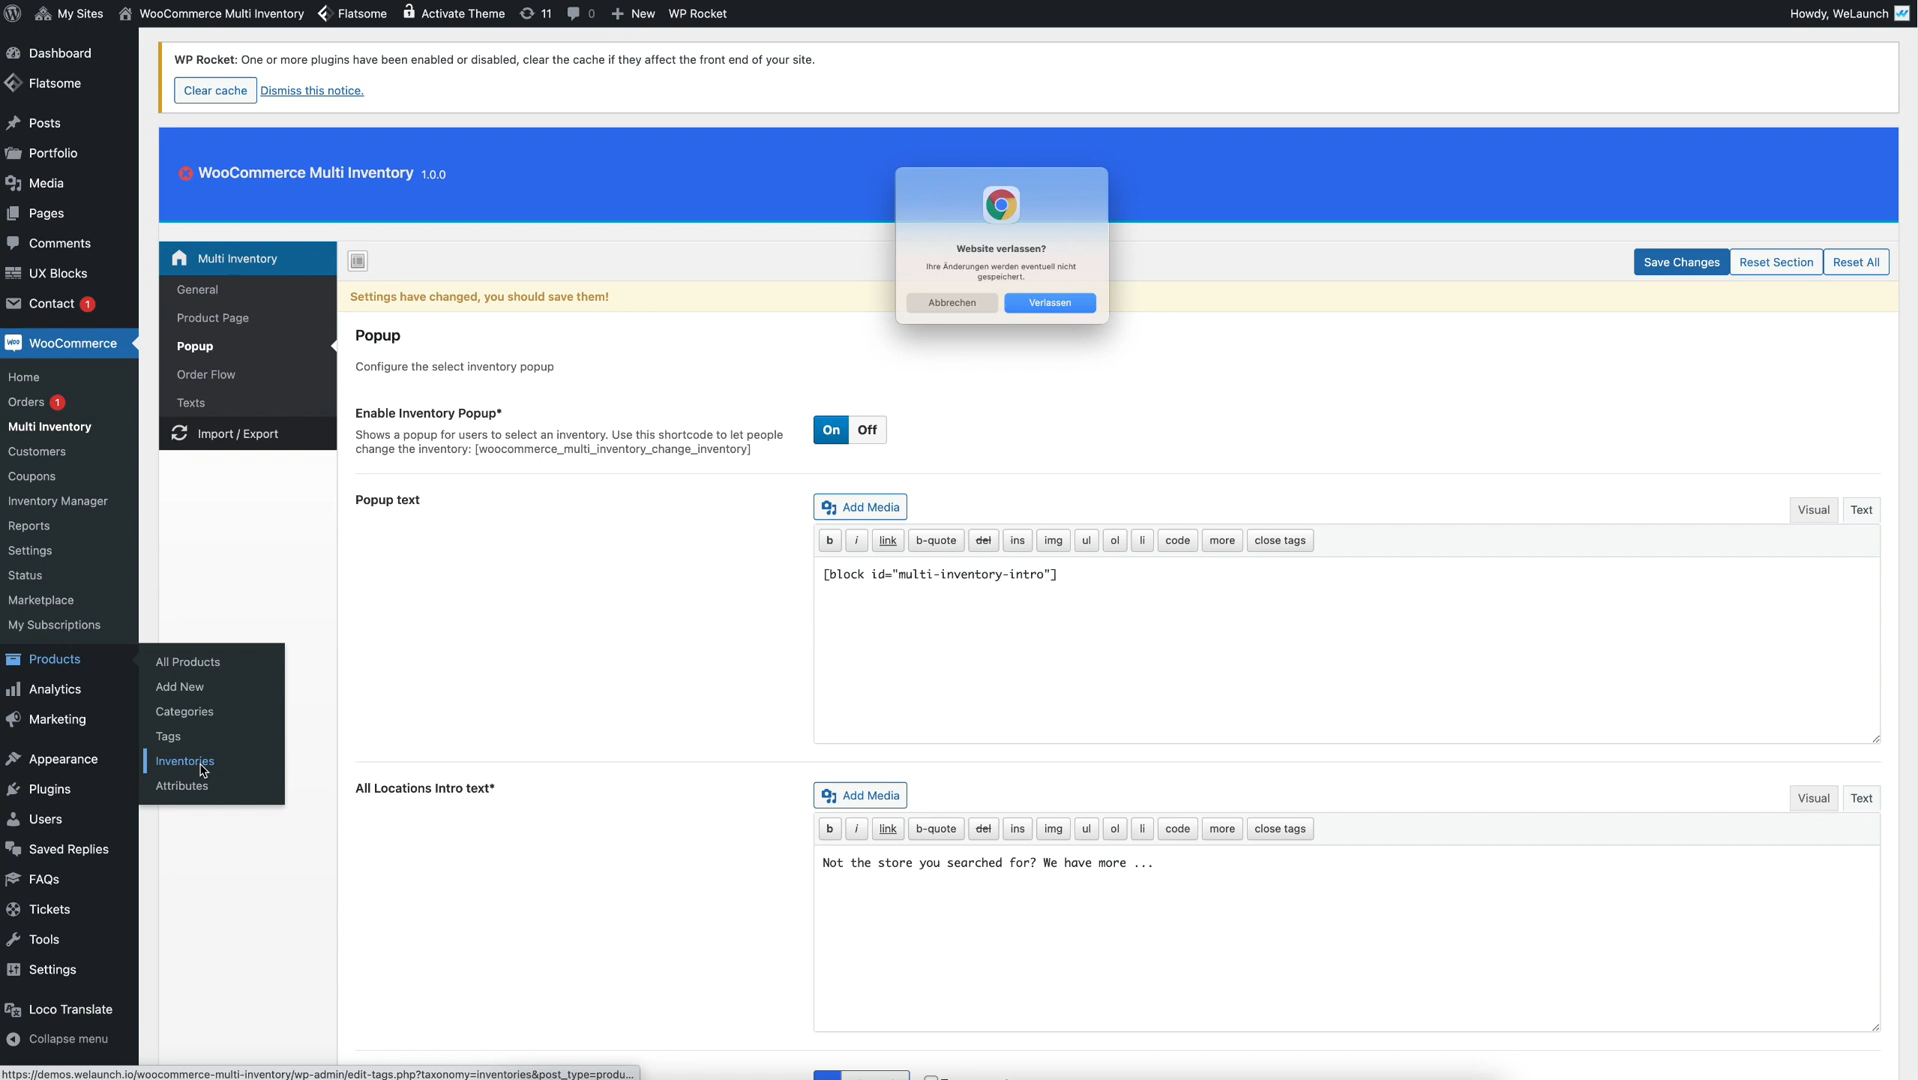 My Sites
WooCommerce Multi Inventory
Flatsome
Activate Theme
11
0
New
WP Rocket
Howdy, WeLaunch
Dashboard
Flatsome
Posts
Portfolio
Media
Pages
Comments
UX Blocks
Contact 1
WooCommerce
Home
Orders 1
Multi Inventory
Customers
Coupons
Inventory Manager
Reports
Settings
Status
Marketplace
My Subscriptions
Products
Analytics
Marketing
Appearance
Plugins
Users
Saved Replies
FAQs
Tickets
Tools
Settings
Loco Translate
Collapse menu
All Products
Add New
Categories
Tags
Inventories
Attributes
WP Rocket: One or more plugins have been enabled or disabled, clear the cache if they affect the front end of your site.
Clear cache
Dismiss this notice.
WooCommerce Multi Inventory 1.0.0
Website verlassen?
Ihre Änderungen werden eventuell nicht
gespeichert.
Abbrechen
Verlassen
Multi Inventory
General
Product Page
Popup
Order Flow
Texts
Import / Export
Save Changes
Reset Section
Reset All
Settings have changed, you should save them!
Popup
Configure the select inventory popup
Enable Inventory Popup*
Shows a popup for users to select an inventory. Use this shortcode to let people
change the inventory: [woocommerce_multi_inventory_change_inventory]
On
Off
Popup text
Add Media
Visual
Text
b
i
link
b-quote
del
ins
img
ul
ol
li
code
more
close tags
[block id="multi-inventory-intro"]
All Locations Intro text*
Add Media
Visual
Text
b
i
link
b-quote
del
ins
img
ul
ol
li
code
more
close tags
Not the store you searched for? We have more ...
https://demos.welaunch.io/woocommerce-multi-inventory/wp-admin/edit-tags.php?taxonomy=inventories&post_type=produ...